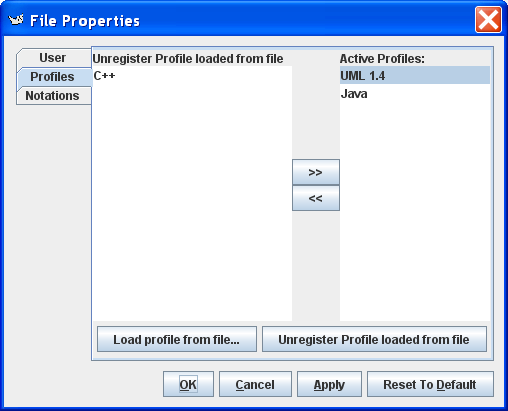 File Properties
User
Profiles
Notations
Unregister Profile loaded from file
C++
Active Profiles:
UML 1.4
Java
>>
<<
Load profile from file...
Unregister Profile loaded from file
OK
Cancel
Apply
Reset To Default